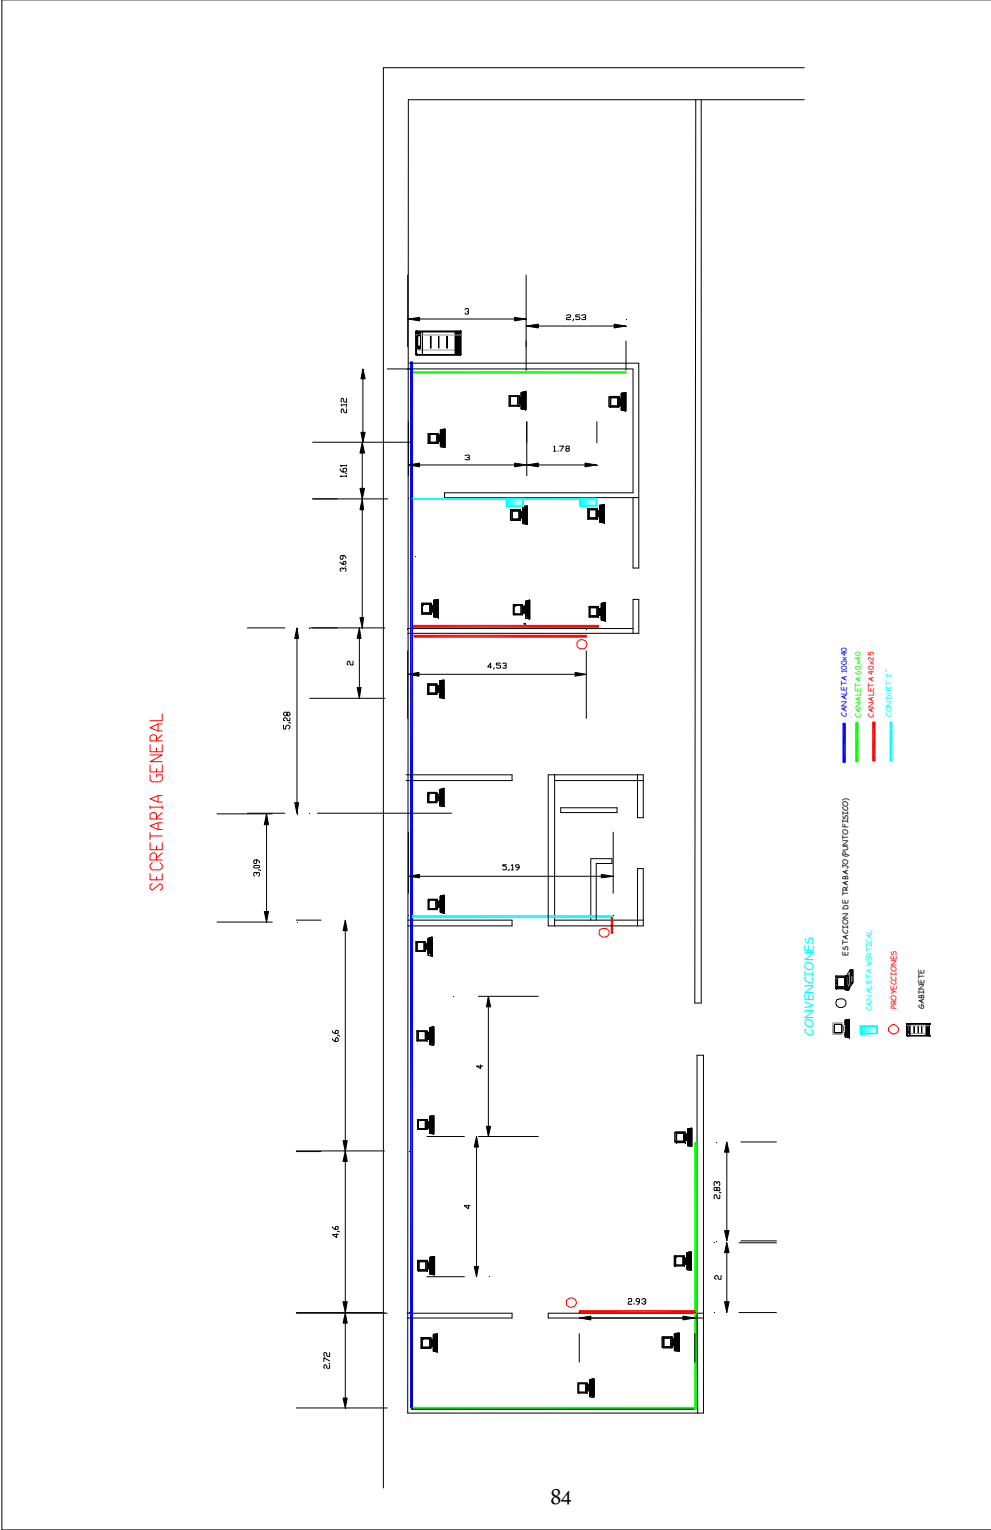 SECRETARIA GENERAL
3
2,53
2.12
3
1.78
1.61
3.69
2
4,53
5,28
3,09
5,19
6,6
4
4
4,6
2,83
2
2.93
2.72
CANALETA 100x40
CANALETA 60x40
CANALETA 40x25
CONDUIT 2"
CONVENCIONES
O
ESTACION DE TRABAJO (PUNTO FISICO)
CANALETA VERTICAL
PROYECCIONES
GABINETE
84